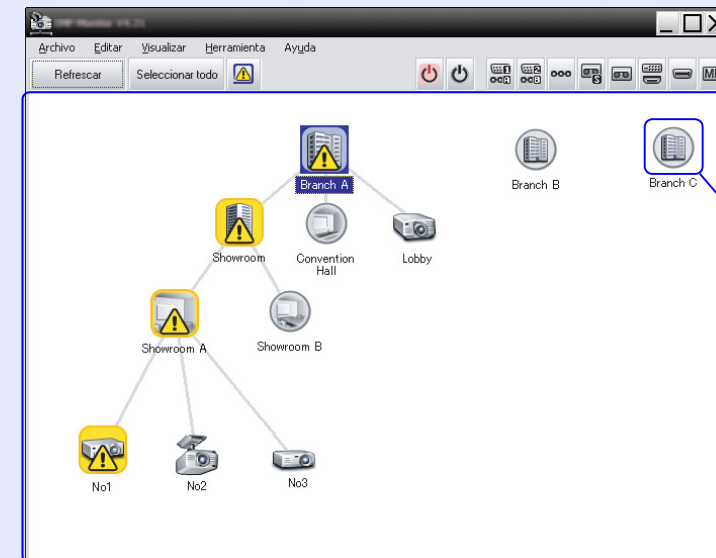 Archivo Editar Visualizar Herramienta Ayuda
Refrescar Seleccionar todo
Branch A
Branch B
Branch C
Showroom
Convention
Hall
Lobby
Showroom A
Showroom B
No1
No2
No3